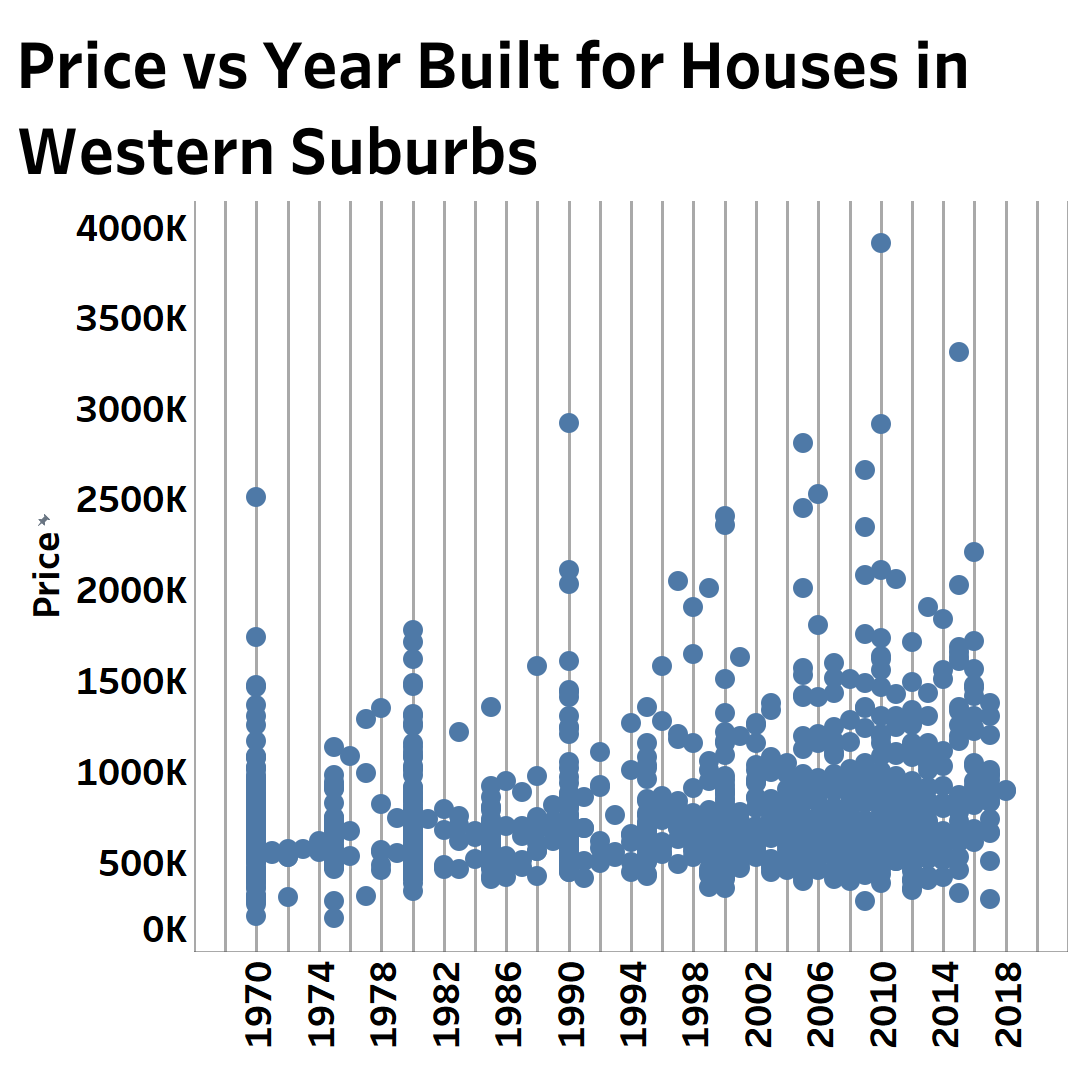 Price vs Year Built for Houses in
Western Suburbs
4000K
3500K
3000K
2500K
2000K
1500K
1000K
500K
0K
Price
1970
1974
1978
1982
1986
1990
1994
1998
2002
2006
2010
2014
2018